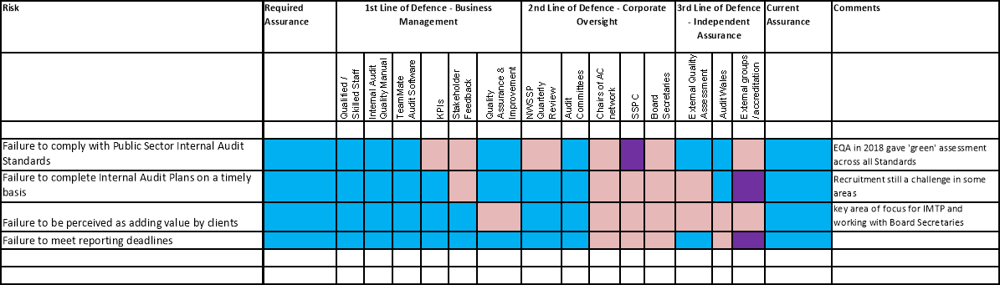 Risk
Required
Assurance
1st Line of Defence - Business
Management
2nd Line of Defence - Corporate
Oversight
3rd Line of Defence
- Independent
Assurance
Current
Assurance
Comments
Qualified /
Skilled Staff
Internal Audit
Quality Manual
TeamMate
Audit Software
KPIs
Stakeholder
Feedback
Quality
Assurance &
Improvement
NWSSP
Quarterly
Review
Audit
Committees
Chairs of AC
network
SSPC
Board
Secretaries
External Quality
Assessment
Audit Wales
External groups
/accreditation
Failure to comply with Public Sector Internal Audit
Standards
EQA in 2018 gave 'green' assessment
across all Standards
Failure to complete Internal Audit Plans on a timely
basis
Recruitment still a challenge in some
areas
Failure to be perceived as adding value by clients
key area of focus for IMTP and
working with Board Secretaries
Failure to meet reporting deadlines